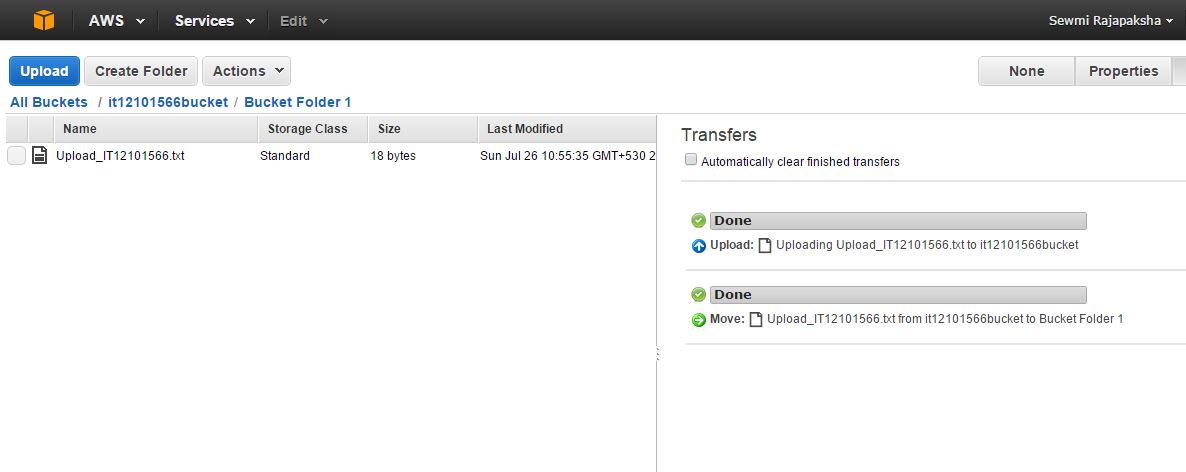 AWS Services Edit Sewmi Rajapaksha
Upload Create Folder Actions None Properties
All Buckets / it12101566bucket / Bucket Folder 1
Name Storage Class Size Last Modified
Upload_IT12101566.txt Standard 18 bytes Sun Jul 26 10:55:35 GMT+530 2
Transfers
Automatically clear finished transfers
Done
Upload: Uploading Upload_IT12101566.txt to it12101566bucket
Done
Move: Upload_IT12101566.txt from it12101566bucket to Bucket Folder 1